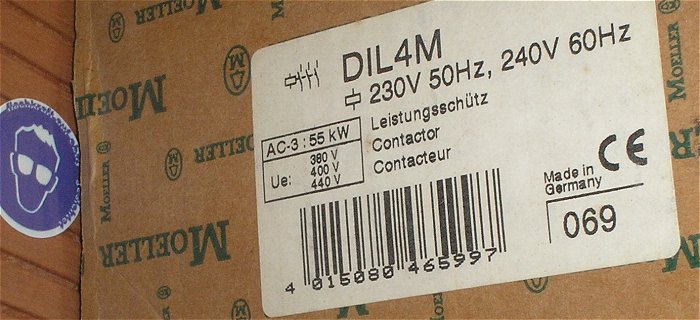 DIL4M
230V 50Hz, 240V 60Hz
Leistungsschütz
Contactor
Contacteur
AC-3 : 55 kW
Ue:
380 V
400 V
440 V
Made in
Germany
CE
069
4 015080 465997
MOELLER
MOELLER
MOELLER
MOELLER
MOELLER